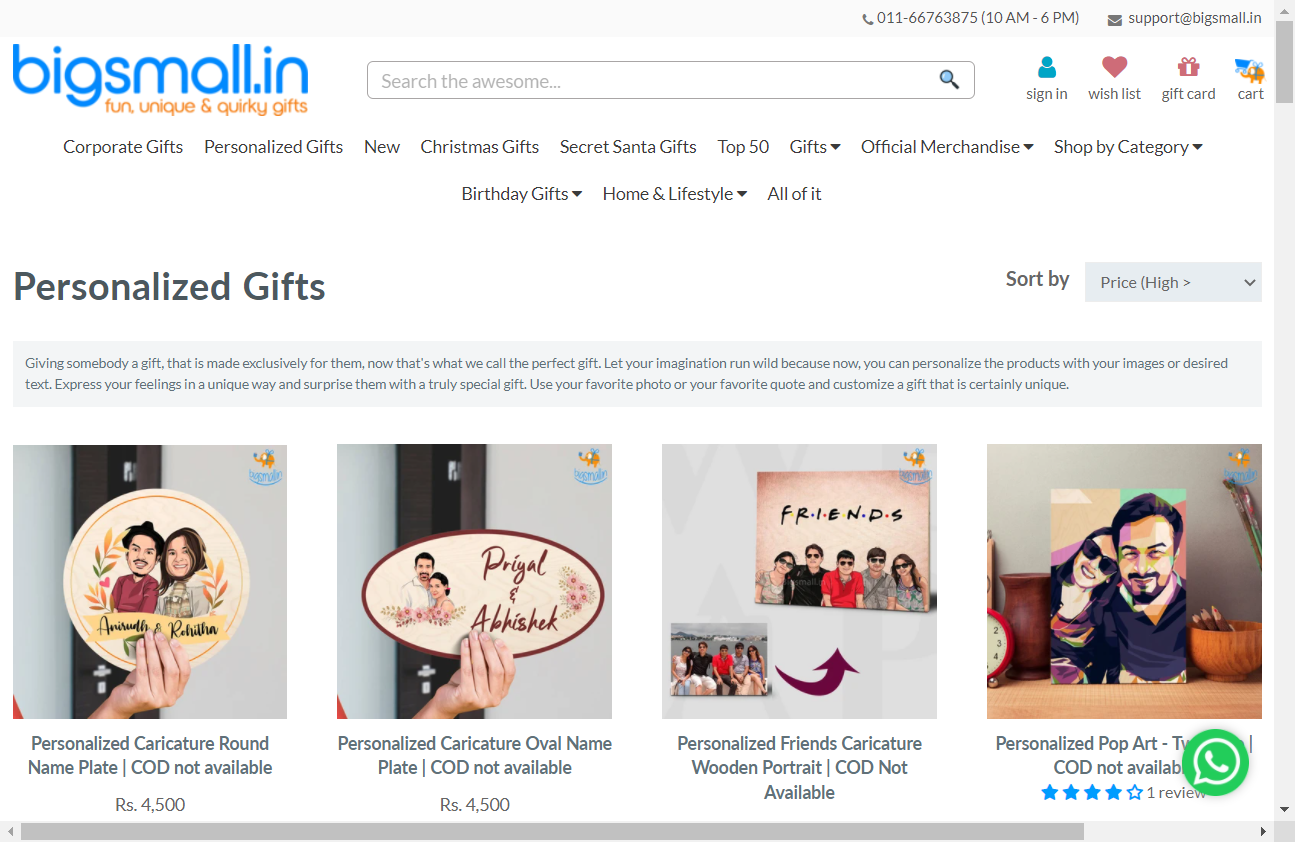 011-66763875 (10 AM - 6 PM) support@bigsmall.in
bigsmall.in
fun, unique & quirky gifts
Search the awesome...
sign in wish list gift card cart
Corporate Gifts Personalized Gifts New Christmas Gifts Secret Santa Gifts Top 50 Gifts Official Merchandise Shop by Category
Birthday Gifts Home & Lifestyle All of it
Personalized Gifts
Sort by Price (High >
Giving somebody a gift, that is made exclusively for them, now that's what we call the perfect gift. Let your imagination run wild because now, you can personalize the products with your images or desired
text. Express your feelings in a unique way and surprise them with a truly special gift. Use your favorite photo or your favorite quote and customize a gift that is certainly unique.
bigsmall.in
Anirudh & Rohitha
bigsmall.in
Priyal
&
Abhishek
bigsmall.in
F·R·I·E·N·D·S
bigsmall.in
bigsmall.in
2
3
4
Personalized Caricature Round
Name Plate | COD not available
Rs. 4,500
Personalized Caricature Oval Name
Plate | COD not available
Rs. 4,500
Personalized Friends Caricature
Wooden Portrait | COD Not
Available
Personalized Pop Art - |
COD not
1 review